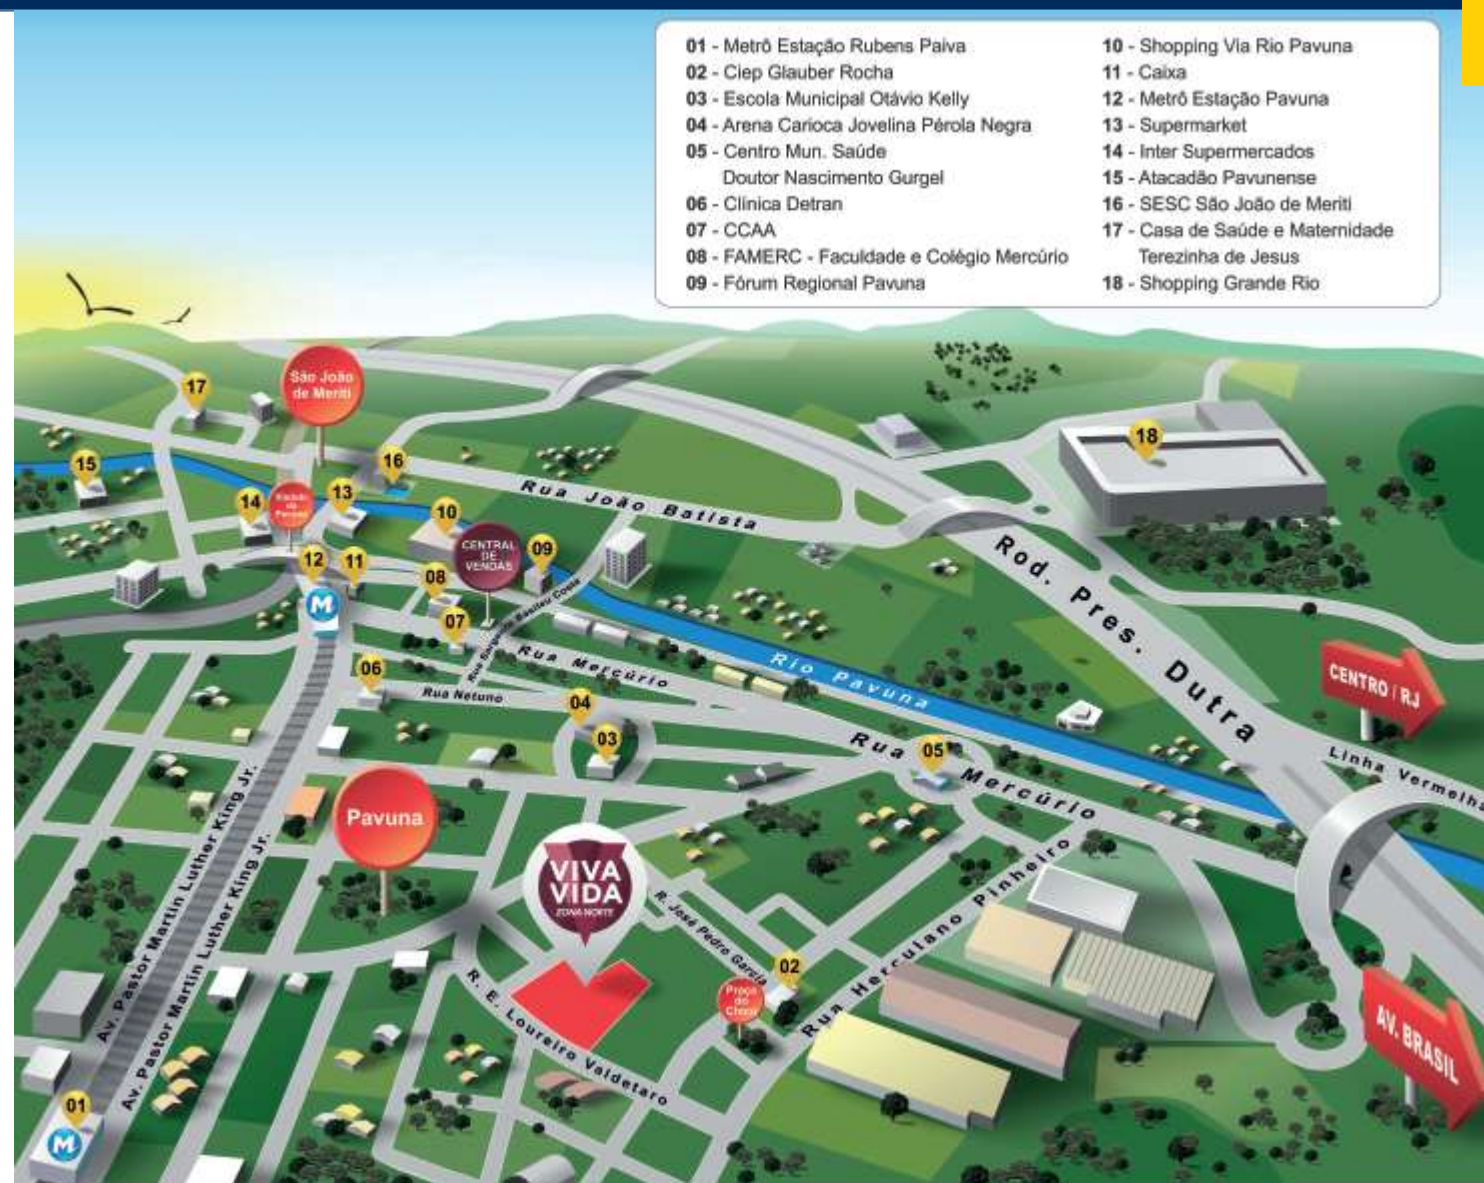 01 - Metrô Estação Rubens Paiva
02 - Ciep Glauber Rocha
03 - Escola Municipal Otávio Kelly
04 - Arena Carioca Jovelina Pérola Negra
05 - Centro Mun. Saúde
Doutor Nascimento Gurgel
06 - Clínica Detran
07 - CCAA
08 - FAMERC - Faculdade e Colégio Mercúrio
09 - Fórum Regional Pavuna
10 - Shopping Via Rio Pavuna
11 - Caixa
12 - Metrô Estação Pavuna
13 - Supermarket
14 - Inter Supermercados
15 - Atacadão Pavunense
16 - SESC São João de Meriti
17 - Casa de Saúde e Maternidade
Terezinha de Jesus
18 - Shopping Grande Rio
São João
de Meriti
17
15
16
18
14
13
10
Rua João Batista
CENTRAL
DE
VENDAS
09
12
11
08
07
M
Rod. Pres. Dutra
Rua Mercúrio
Rio Pavuna
06
Rua Netuno
04
03
05
Rua Mercúrio
CENTRO / RJ
Linha Vermelha
Pavuna
Av. Pastor Martin Luther King Jr.
Av. Pastor Martin Luther King Jr.
VIVA
VIDA
ZONA NORTE
R. José Pedro Garcia
Rua Herculano Pinheiro
02
Praça
do
R. E. Loureiro Valdetaro
AV. BRASIL
01
M